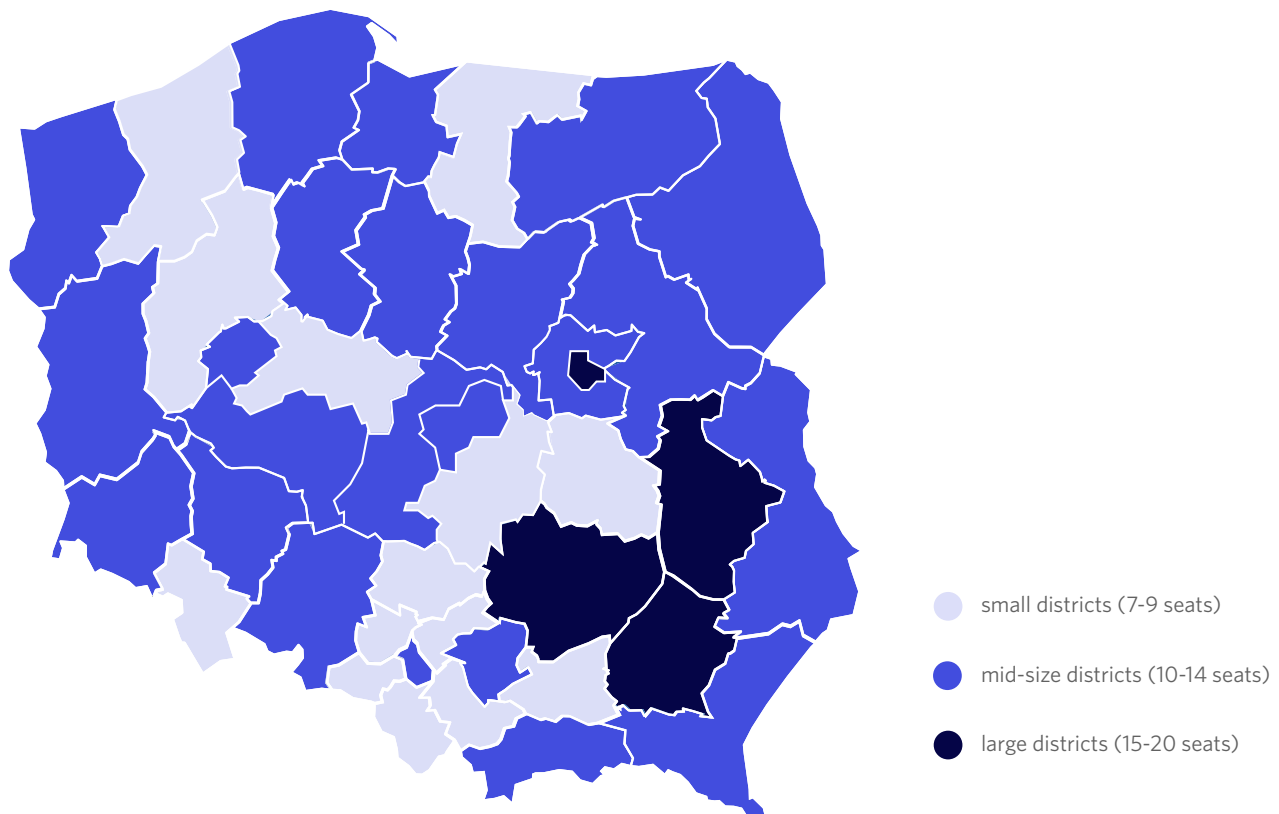 small districts (7-9 seats)
mid-size districts (10-14 seats)
large districts (15-20 seats)